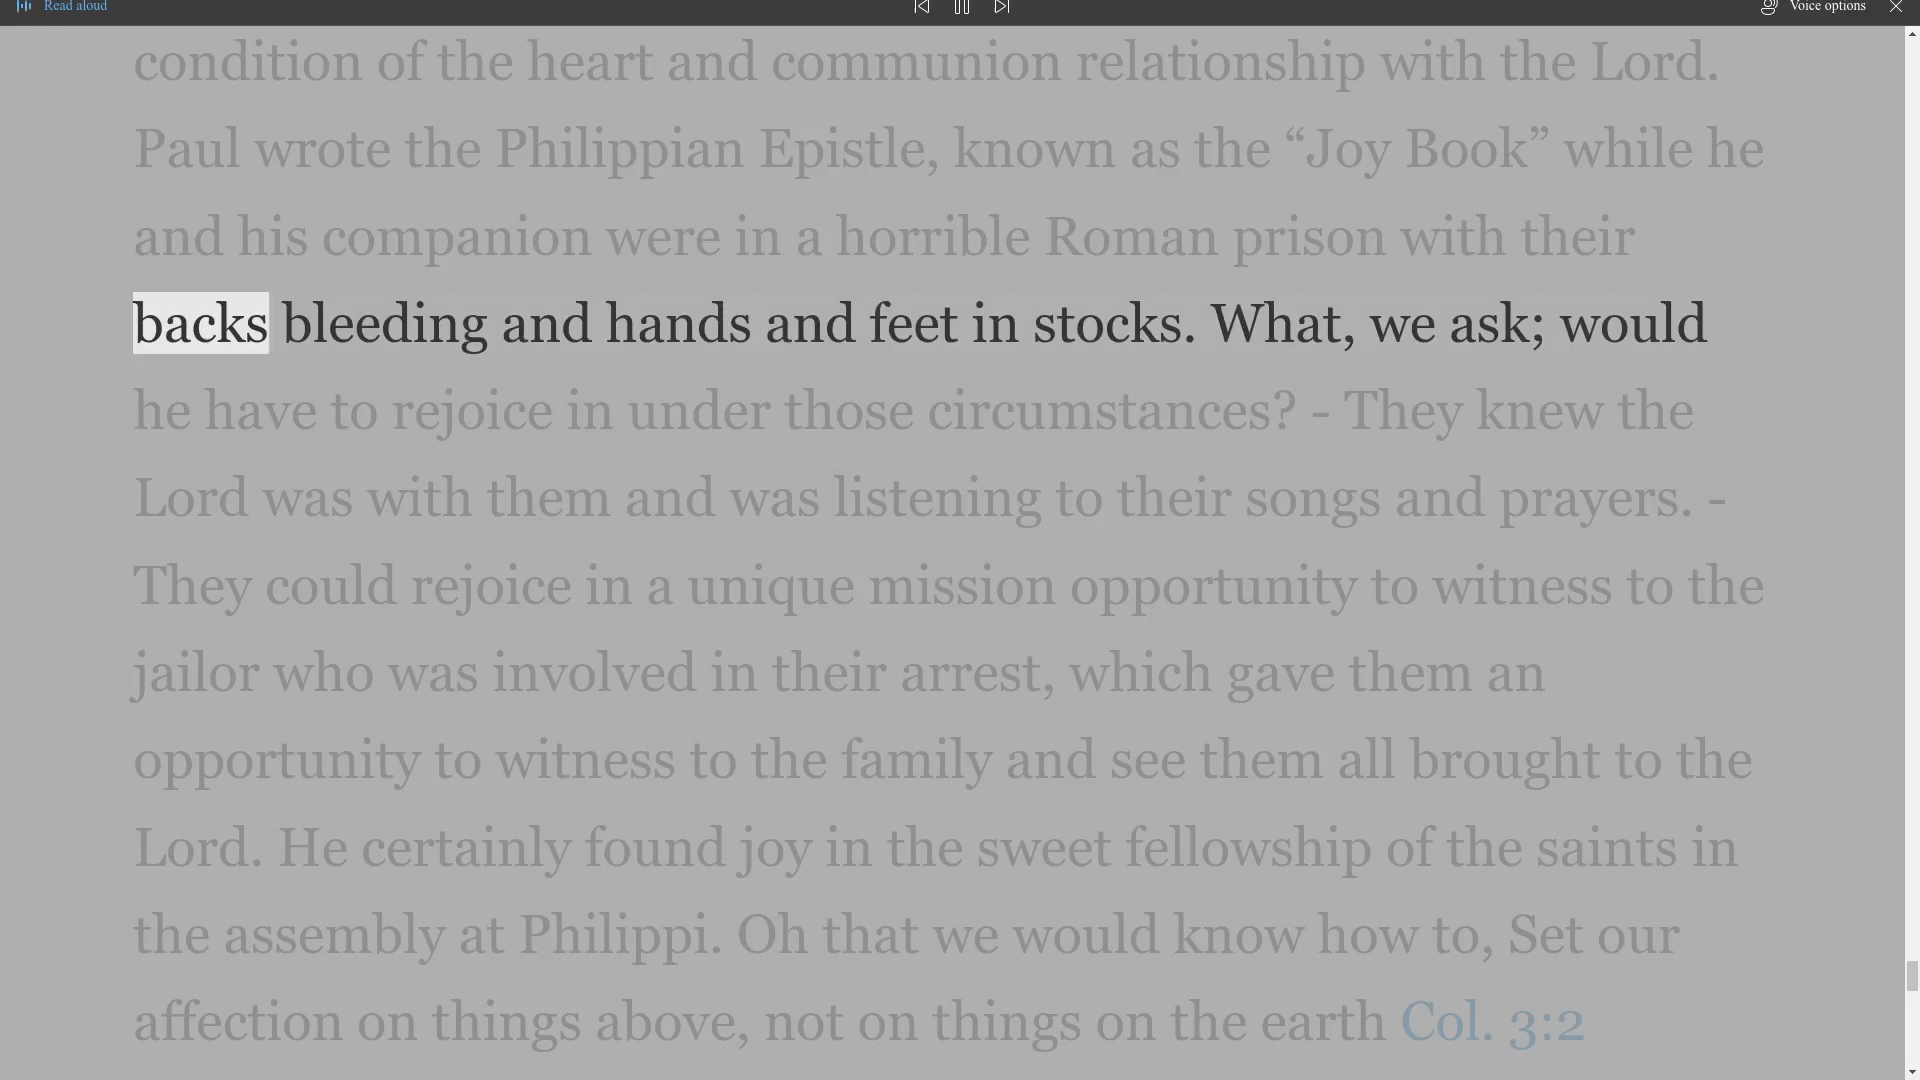 Read aloud
Voice options
condition of the heart and communion relationship with the Lord.
Paul wrote the Philippian Epistle, known as the “Joy Book” while he
and his companion were in a horrible Roman prison with their
backs bleeding and hands and feet in stocks. What, we ask; would
he have to rejoice in under those circumstances? - They knew the
Lord was with them and was listening to their songs and prayers. -
They could rejoice in a unique mission opportunity to witness to the
jailor who was involved in their arrest, which gave them an
opportunity to witness to the family and see them all brought to the
Lord. He certainly found joy in the sweet fellowship of the saints in
the assembly at Philippi. Oh that we would know how to, Set our
affection on things above, not on things on the earth Col. 3:2